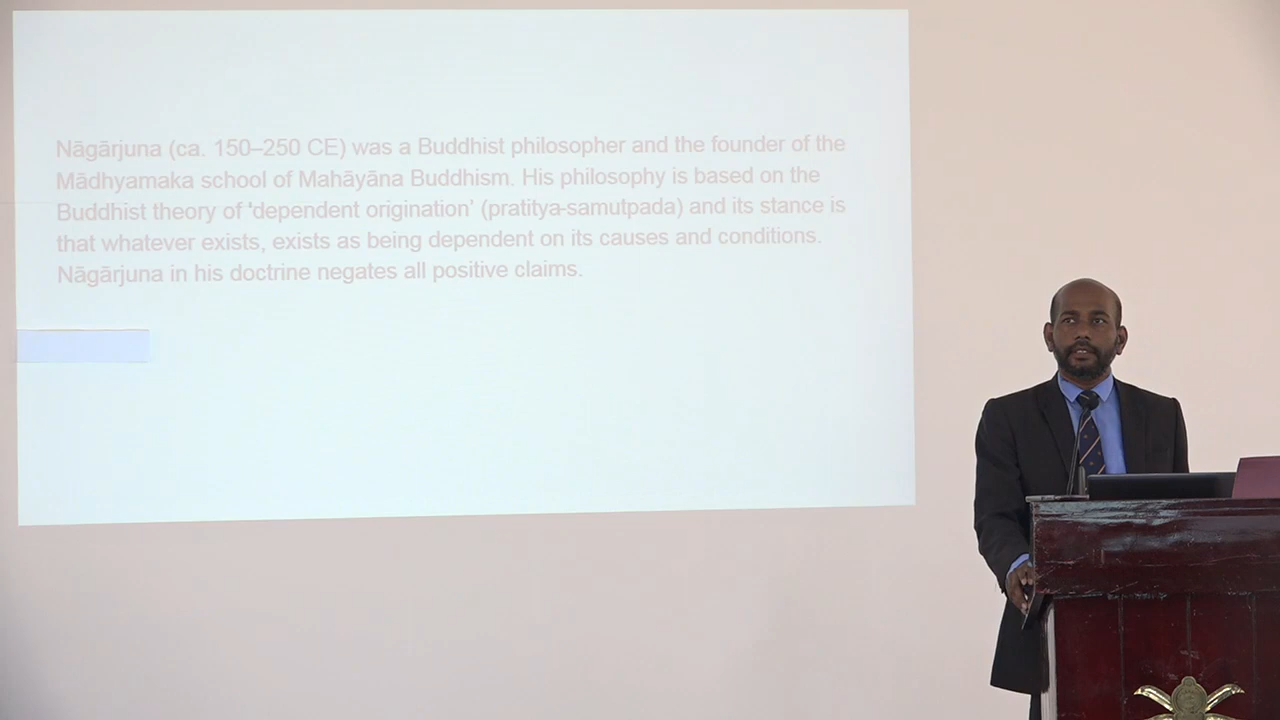 Nāgārjuna (ca. 150–250 CE) was a Buddhist philosopher and the founder of the
Mādhyamaka school of Mahāyāna Buddhism. His philosophy is based on the
Buddhist theory of 'dependent origination' (pratitya-samutpada) and its stance is
that whatever exists, exists as being dependent on its causes and conditions.
Nāgārjuna in his doctrine negates all positive claims.